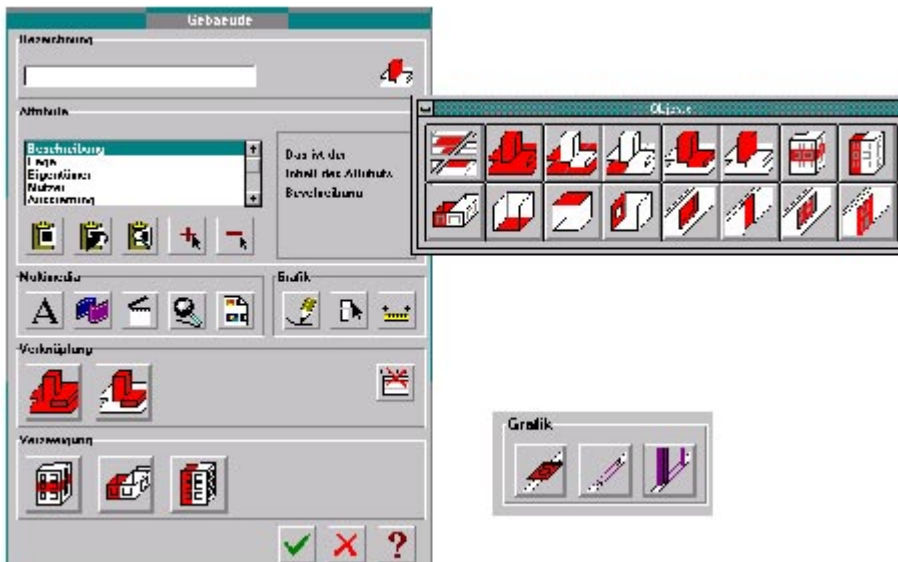 Gebaeude
Bezeichnung
Attribute
Beschreibung
Lage
Eigentümer
Nutzer
Das ist der
Inhalt des Attributs
Beschreibung
Multimedia
Grafik
A
Verknüpfung
Verzweigung
?
Objekte
Grafik